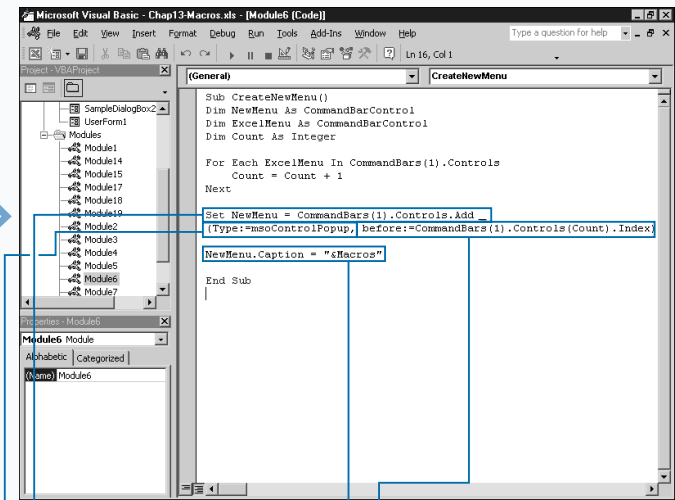 Microsoft Visual Basic - Chap13-Macros.xls - [Module6 (Code)]
File Edit View Insert Format Debug Run Tools Add-Ins Window Help Type a question for help
Ln 16, Col 1
Project - VBAProject
(General) CreateNewMenu
SampleDialogBox2
UserForm1
Modules
Module1
Module14
Module15
Module17
Module18
Module19
Module2
Module3
Module4
Module5
Module6
Module7
Sub CreateNewMenu()
Dim NewMenu As CommandBarControl
Dim ExcelMenu As CommandBarControl
Dim Count As Integer
For Each ExcelMenu In CommandBars(1).Controls
Count = Count + 1
Next
Set NewMenu = CommandBars(1).Controls.Add _
(Type:=msoControlPopup, before:=CommandBars(1).Controls(Count).Index)
NewMenu.Caption = "&Macros"
End Sub
Properties - Module6
Module6 Module
Alphabetic Categorized
(Name) Module6